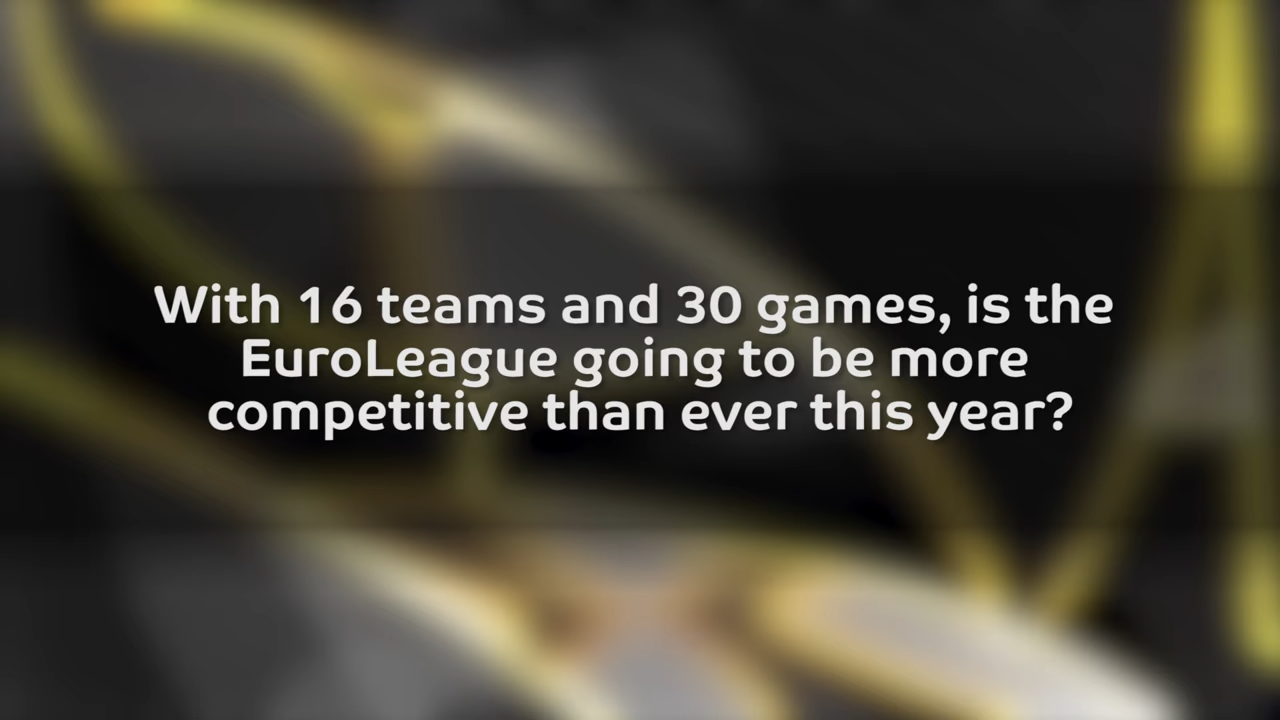 With 16 teams and 30 games, is the
EuroLeague going to be more
competitive than ever this year?